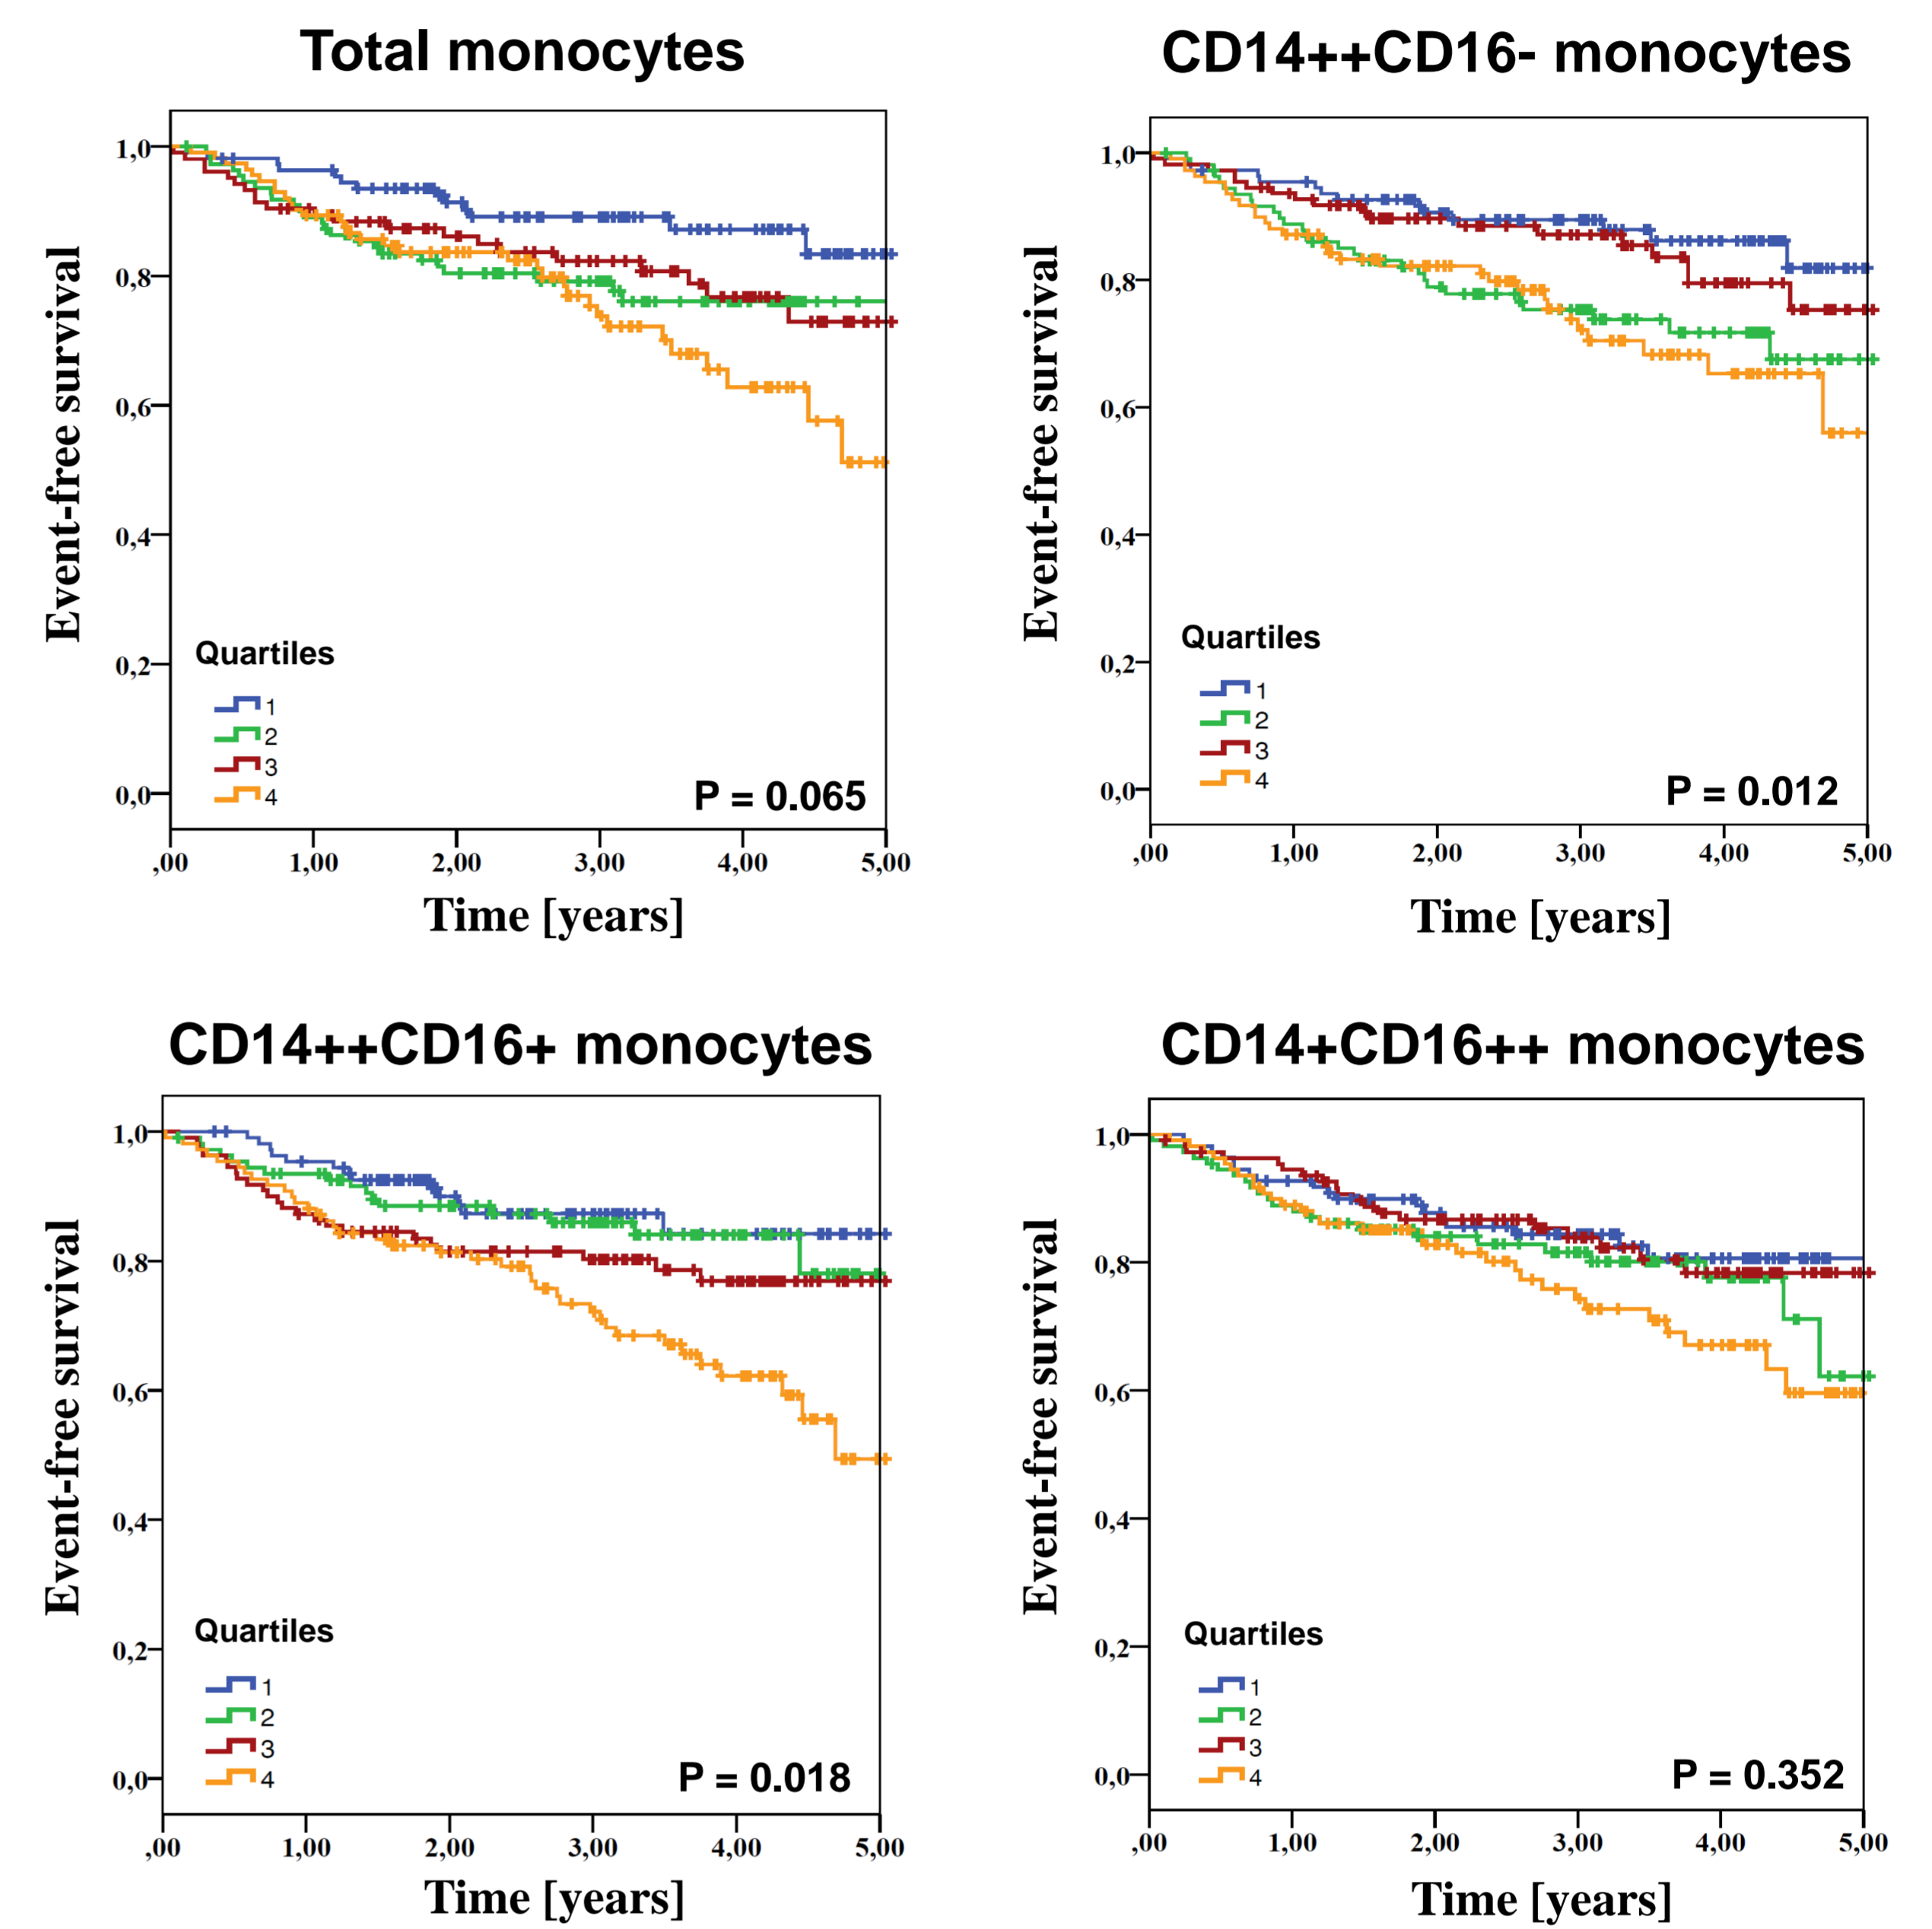 Total monocytes
Event-free survival
1,0
0,8
0,6
0,4
0,2
0,0
Quartiles
1
2
3
4
P = 0.065
,00 1,00 2,00 3,00 4,00 5,00
Time [years]
CD14++CD16- monocytes
Event-free survival
1,0
0,8
0,6
0,4
0,2
0,0
Quartiles
1
2
3
4
P = 0.012
,00 1,00 2,00 3,00 4,00 5,00
Time [years]
CD14++CD16+ monocytes
Event-free survival
1,0
0,8
0,6
0,4
0,2
0,0
Quartiles
1
2
3
4
P = 0.018
,00 1,00 2,00 3,00 4,00 5,00
Time [years]
CD14+CD16++ monocytes
Event-free survival
1,0
0,8
0,6
0,4
0,2
0,0
Quartiles
1
2
3
4
P = 0.352
,00 1,00 2,00 3,00 4,00 5,00
Time [years]